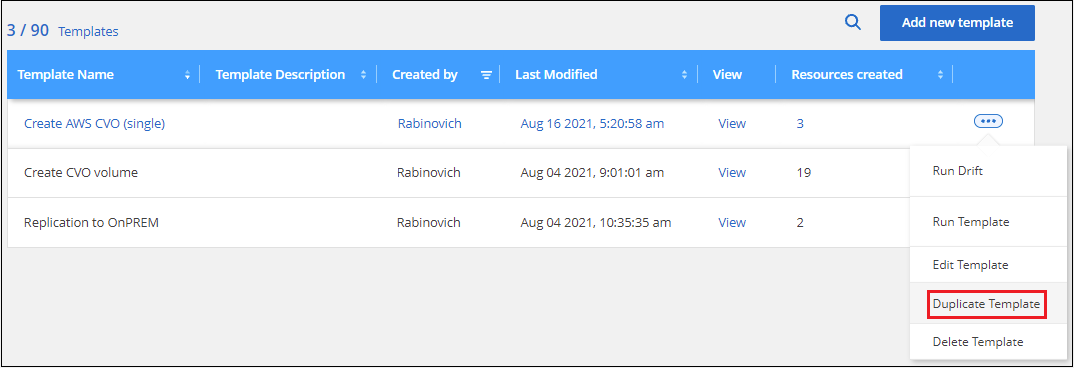 3 / 90 Templates
Add new template
Template Name Template Description Created by Last Modified View Resources created
Create AWS CVO (single) Rabinovich Aug 16 2021, 5:20:58 am View 3
Create CVO volume Rabinovich Aug 04 2021, 9:01:01 am View 19
Replication to OnPREM Rabinovich Aug 04 2021, 10:35:35 am View 2
Run Drift
Run Template
Edit Template
Duplicate Template
Delete Template